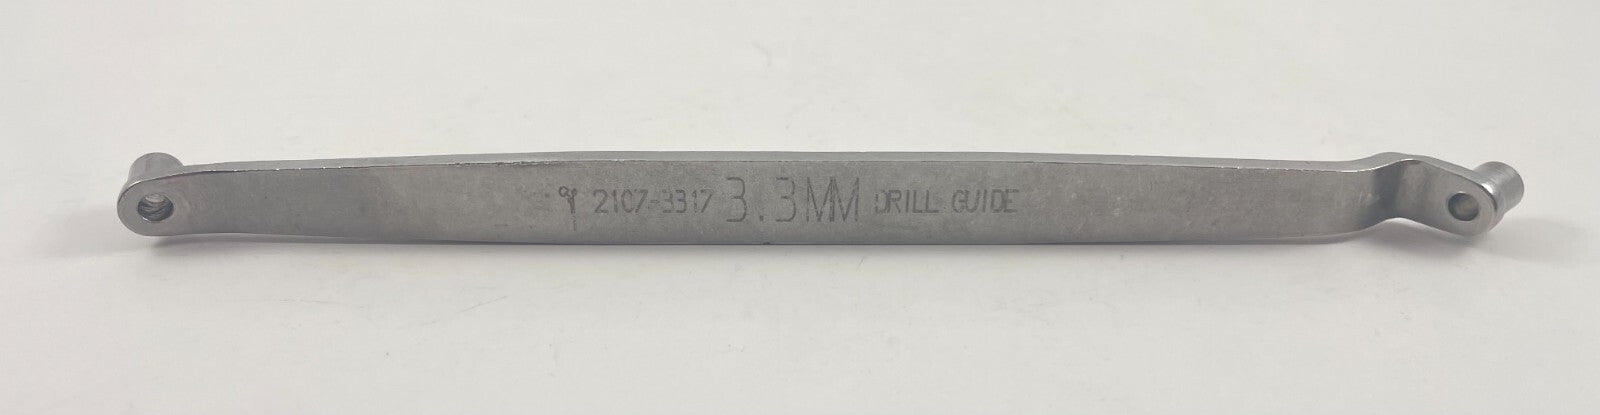 2107-3317 3.3MM DRILL GUIDE